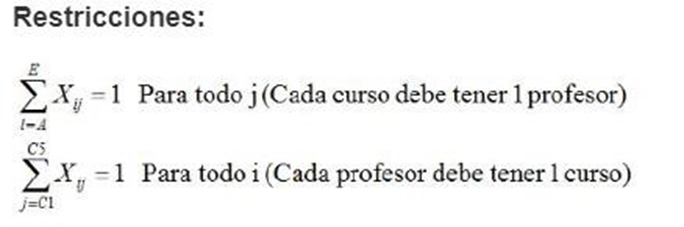 Restricciones:
E
∑ X_ij = 1 Para todo j (Cada curso debe tener 1 profesor)
i=A
C5
∑ X_ij = 1 Para todo i (Cada profesor debe tener 1 curso)
j=C1